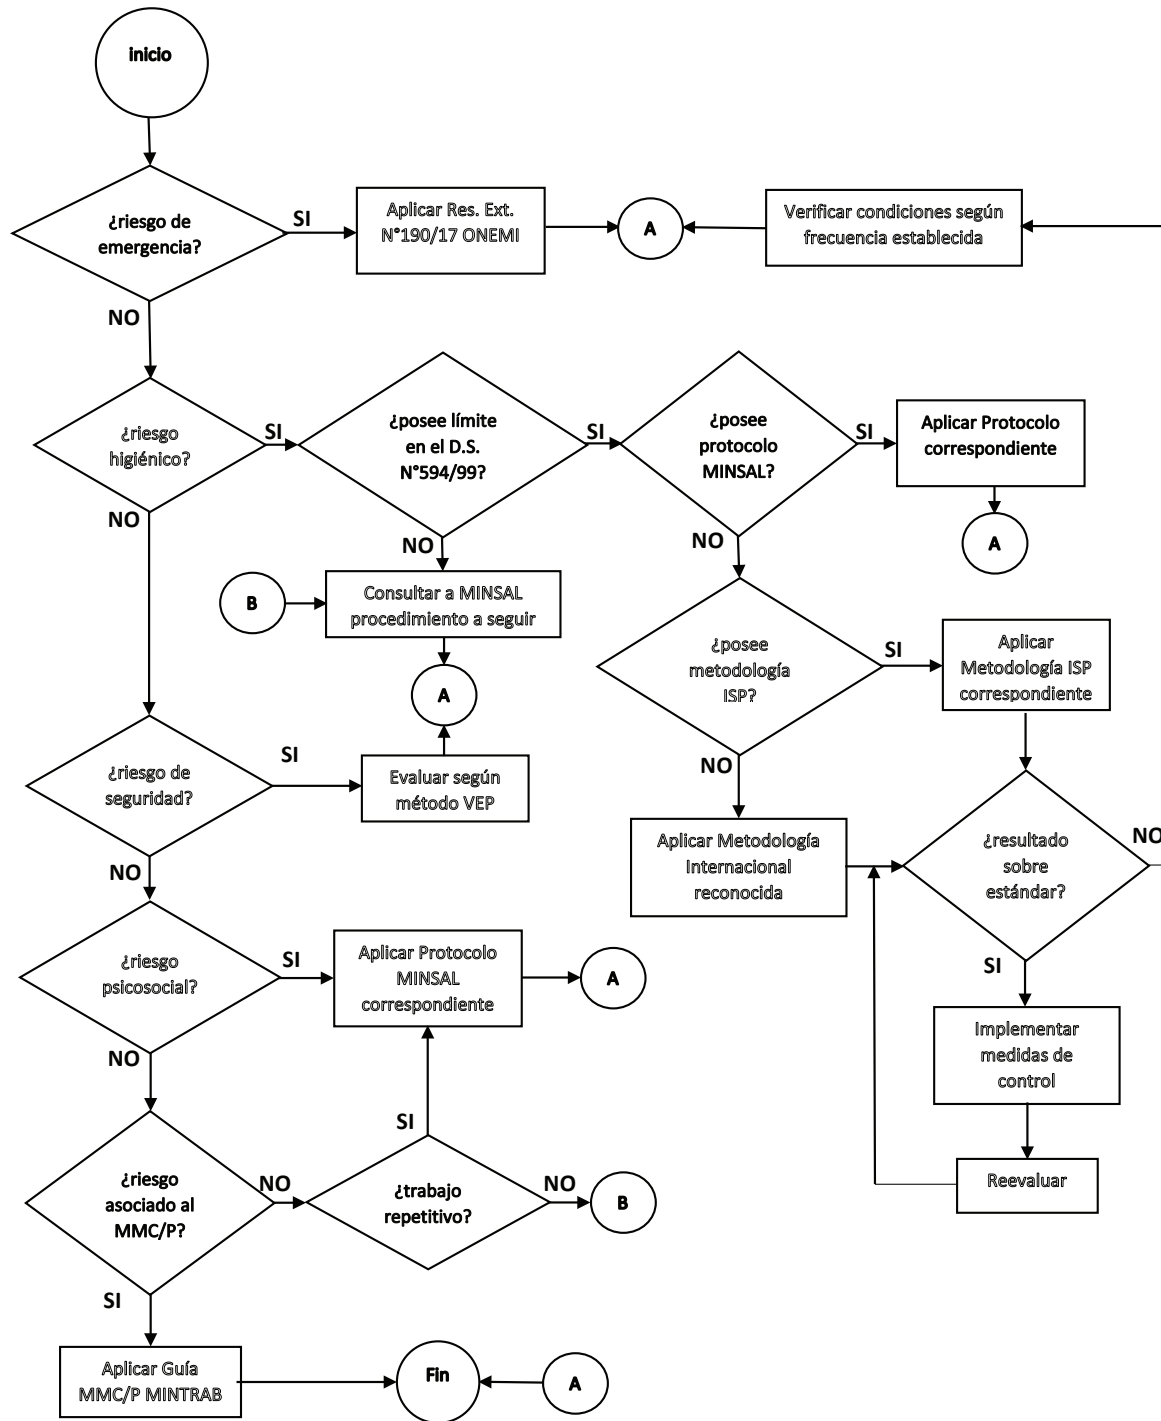 inicio
¿riesgo de
emergencia?
SI
Aplicar Res. Ext.
N°190/17 ONEMI
A
Verificar condiciones según
frecuencia establecida
NO
¿riesgo
higiénico?
SI
¿posee límite
en el D.S.
N°594/99?
SI
¿posee
protocolo
MINSAL?
SI
Aplicar Protocolo
correspondiente
A
NO
NO
NO
B
Consultar a MINSAL
procedimiento a seguir
A
¿posee
metodología
ISP?
SI
Aplicar
Metodología ISP
correspondiente
¿riesgo de
seguridad?
SI
Evaluar según
método VEP
NO
Aplicar Metodología
Internacional
reconocida
¿resultado
sobre
estándar?
NO
NO
SI
¿riesgo
psicosocial?
SI
Aplicar Protocolo
MINSAL
correspondiente
A
Implementar
medidas de
control
NO
SI
Reevaluar
¿riesgo
asociado al
MMC/P?
NO
¿trabajo
repetitivo?
NO
B
SI
Aplicar Guía
MMC/P MINTRAB
Fin
A